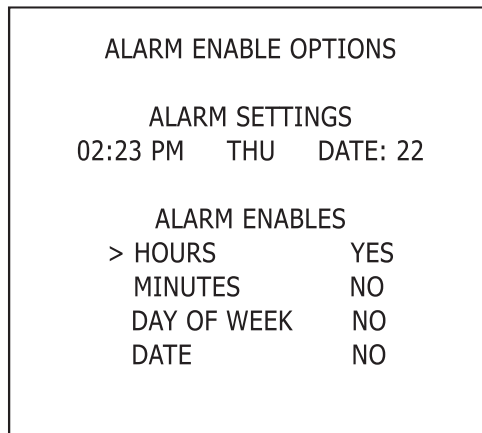 ALARM ENABLE OPTIONS
ALARM SETTINGS
02:23 PM THU DATE: 22
ALARM ENABLES
> HOURS YES
MINUTES NO
DAY OF WEEK NO
DATE NO